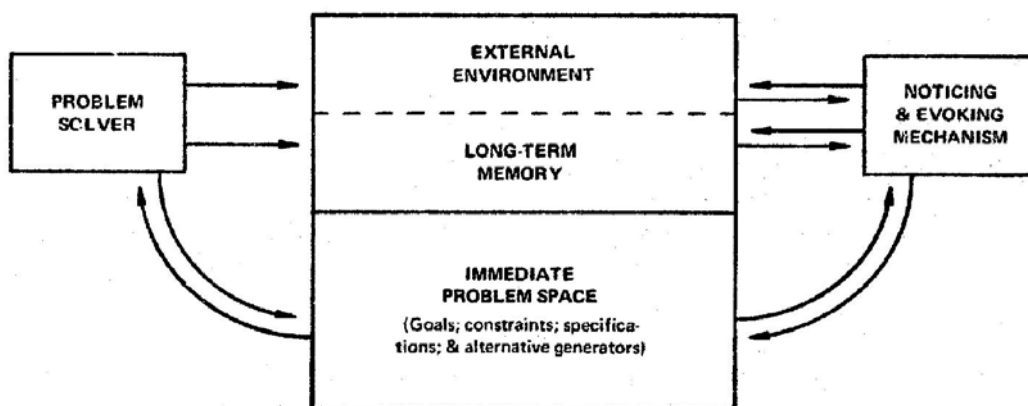 EXTERNAL
ENVIRONMENT
PROBLEM
SOLVER
NOTICING
& EVOKING
MECHANISM
LONG-TERM
MEMORY
IMMEDIATE
PROBLEM SPACE
(Goals; constraints; specifica-
tions; & alternative generators)